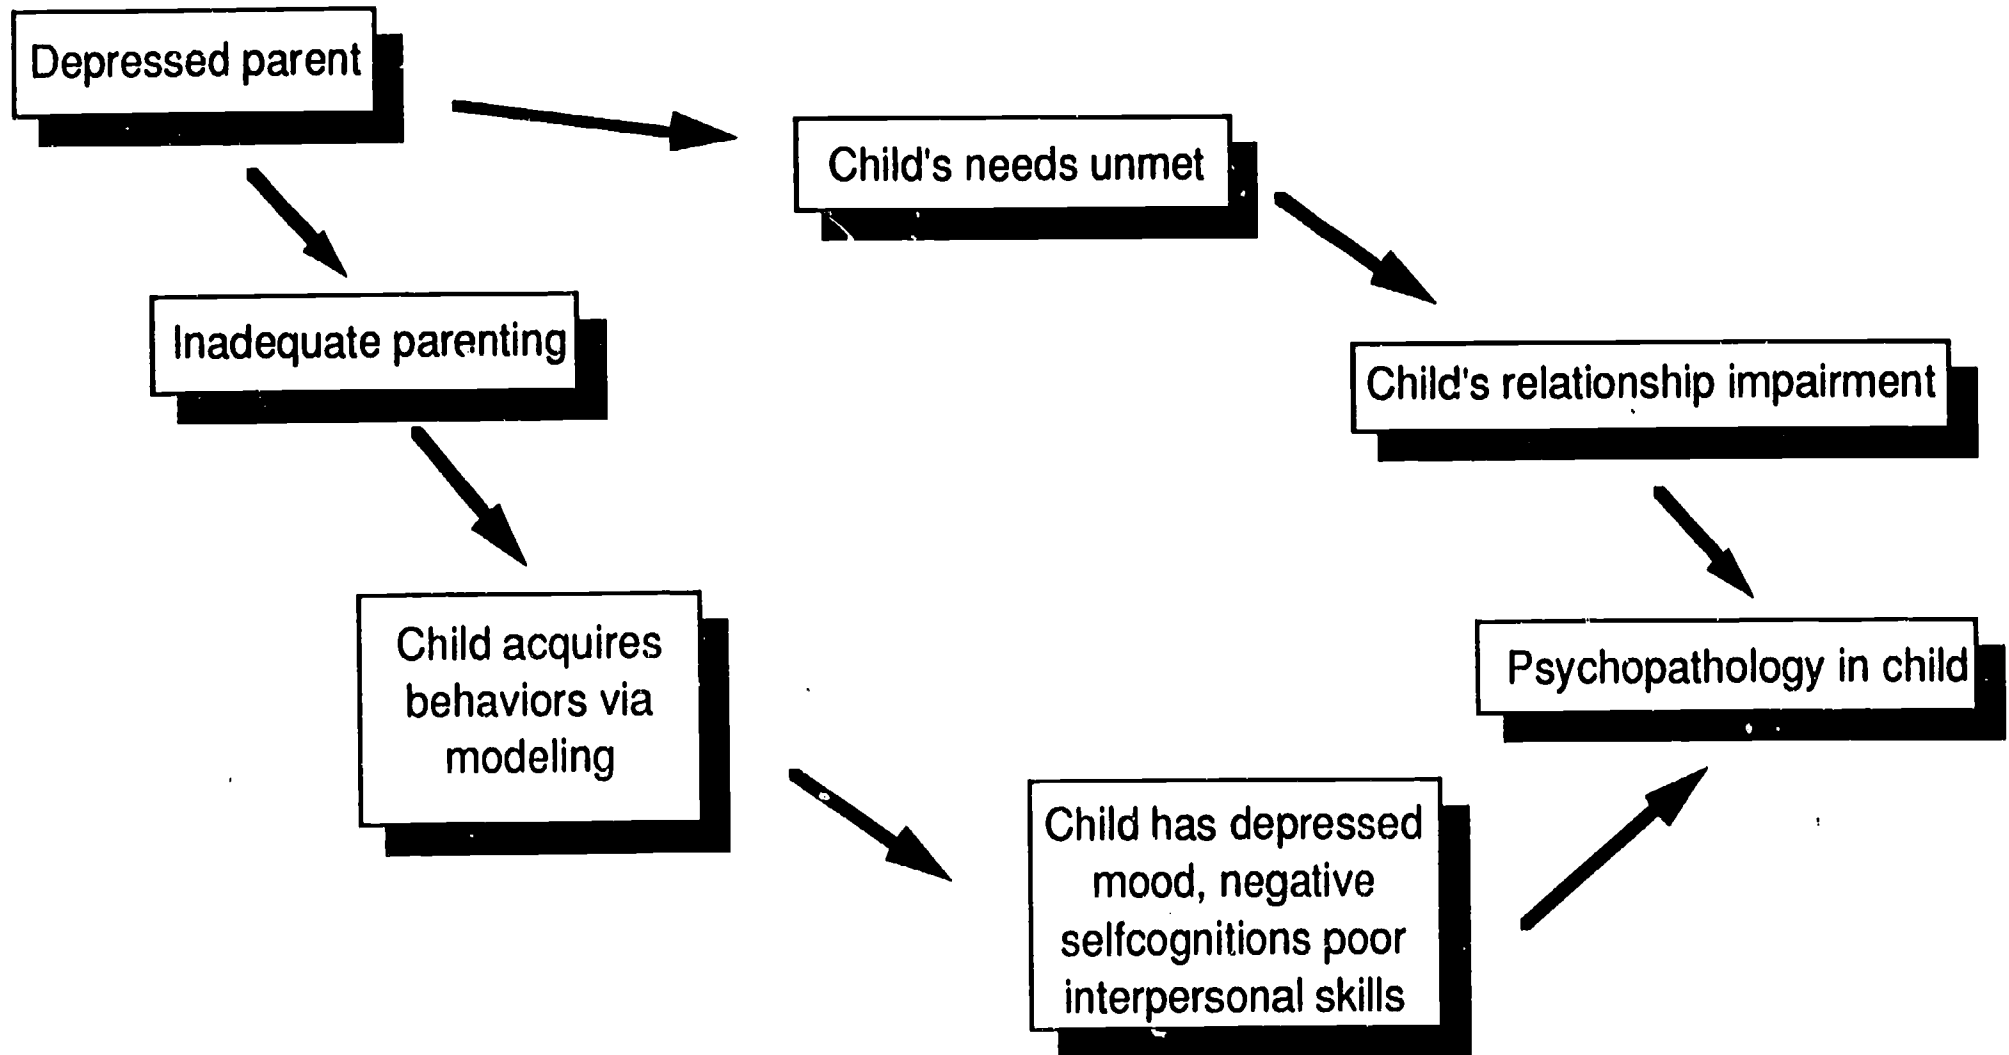 Depressed parent
Child's needs unmet
Inadequate parenting
Child's relationship impairment
Child acquires
behaviors via
modeling
Psychopathology in child
Child has depressed
mood, negative
selfcognitions poor
interpersonal skills